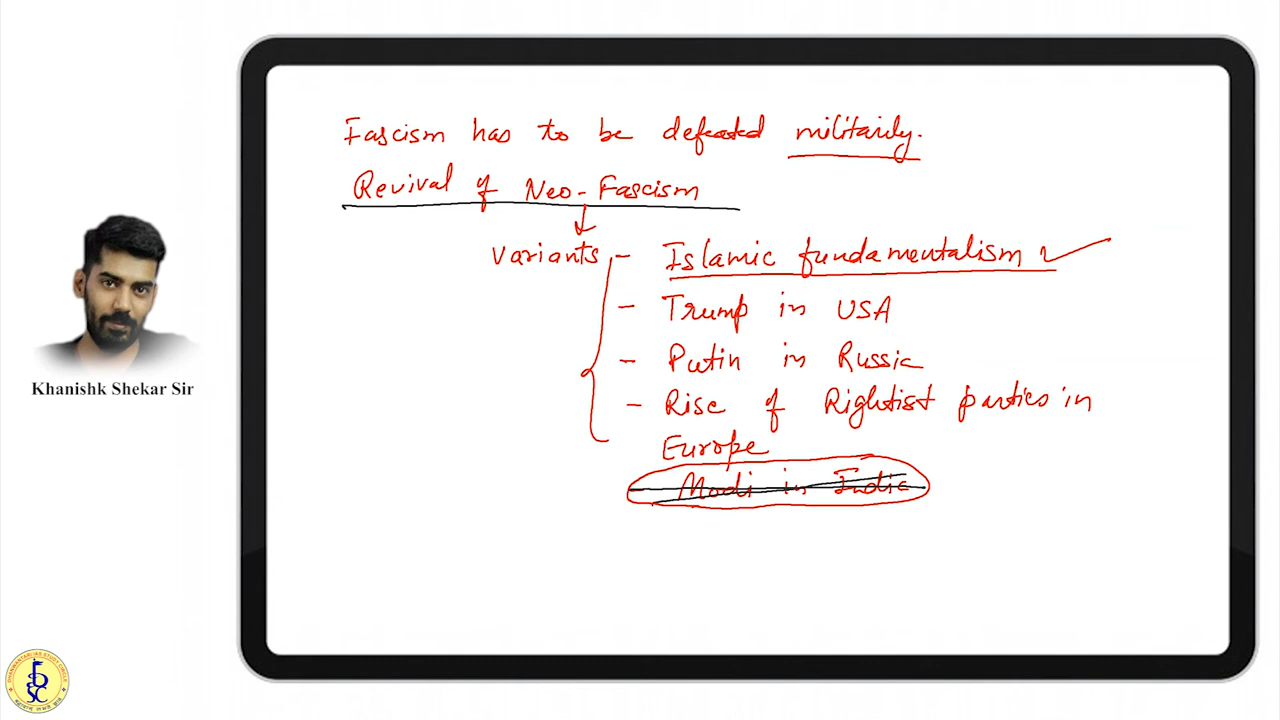 Fascism has to be defeated militarily.
Revival of Neo-Fascism
variants - Islamic fundamentalism
- Trump in USA
- Putin in Russia
- Rise of Rightist parties in
Europe
Modi in India
Khanishk Shekar Sir
DSC